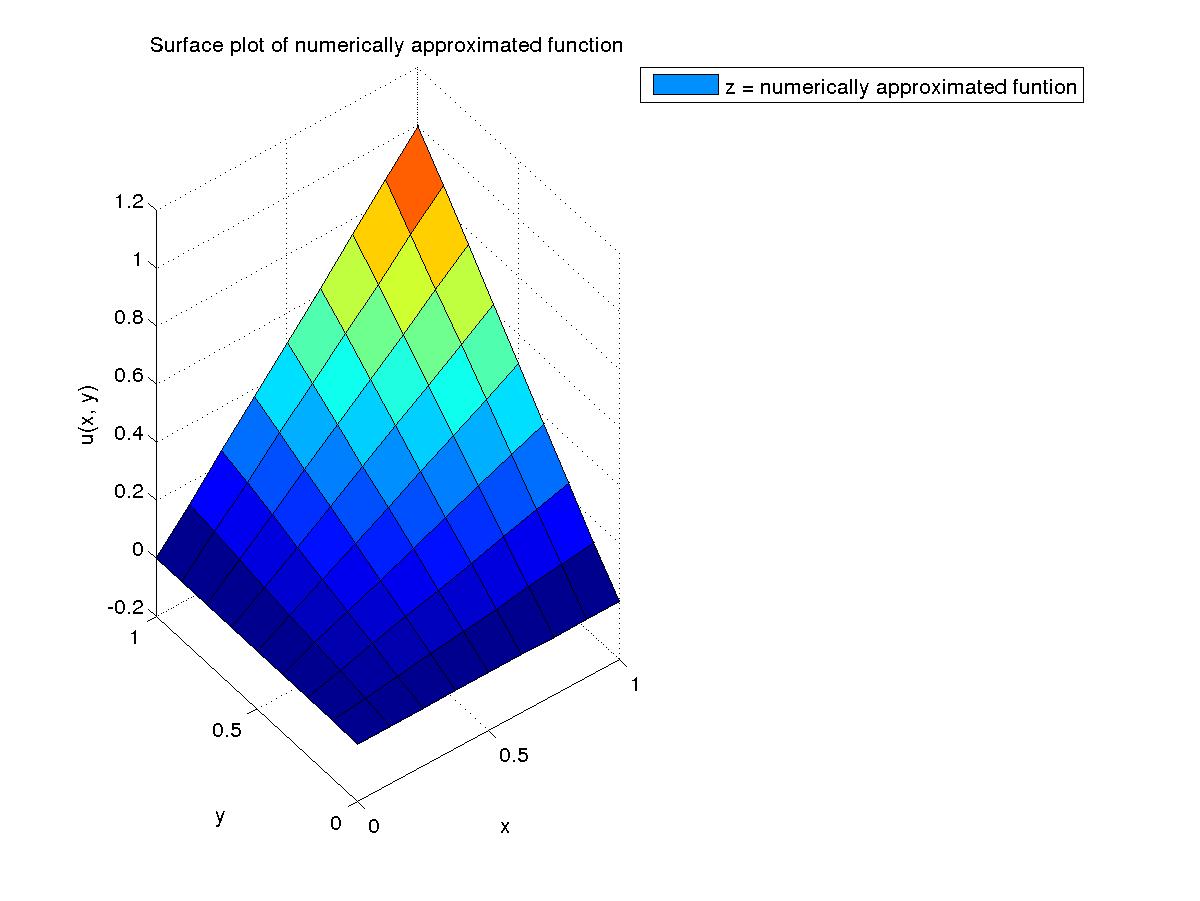 Surface plot of numerically approximated function
z = numerically approximated funtion
1.2
1
0.8
0.6
0.4
0.2
0
-0.2
u(x, y)
1
0.5
0
y
0
0.5
1
x